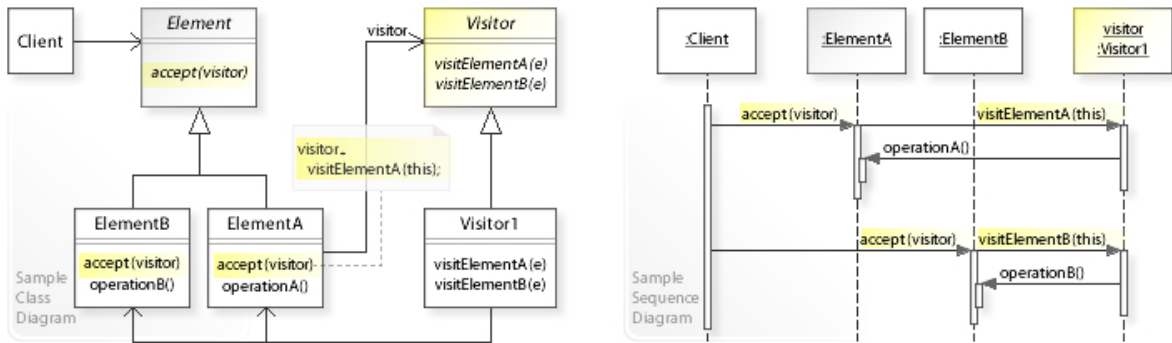 Client
Element
accept(visitor)
visitor
Visitor
visitElementA(e)
visitElementB(e)
visitor.
visitElementA(this);
ElementB
accept(visitor)
operationB()
ElementA
accept(visitor)
operationA()
Visitor1
visitElementA(e)
visitElementB(e)
Sample
Class
Diagram
:Client
:ElementA
:ElementB
visitor
:Visitor1
accept(visitor)
visitElementA(this)
operationA()
accept(visitor)
visitElementB(this)
operationB()
Sample
Sequence
Diagram